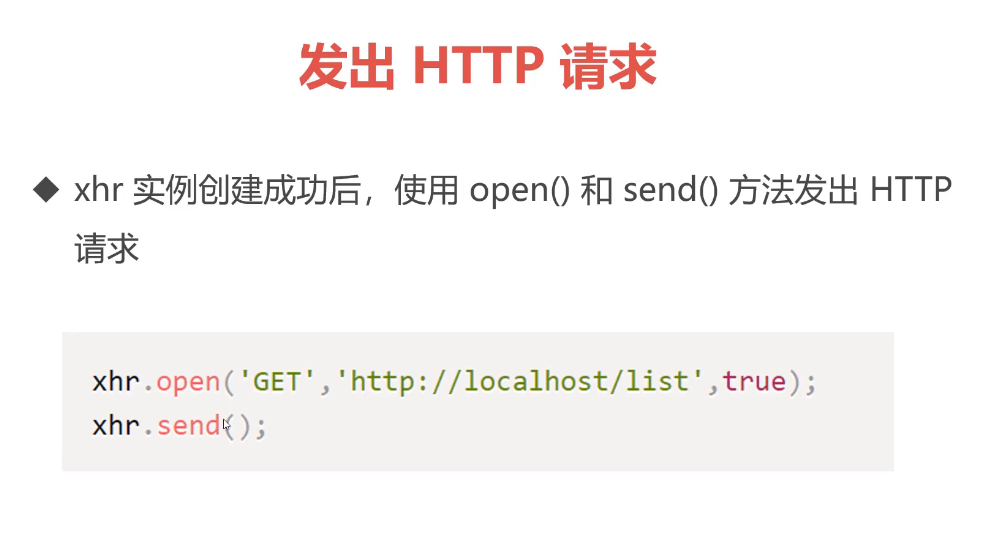 发出 HTTP 请求
xhr 实例创建成功后，使用 open() 和 send() 方法发出 HTTP
请求
xhr.open('GET','http://localhost/list',true);
xhr.send();